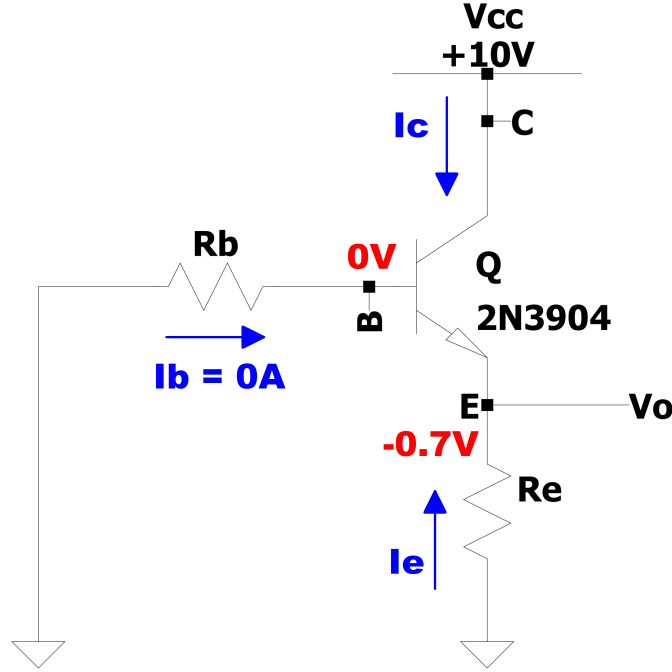 Vcc
+10V
Ic
C
Rb
0V
Q
B
2N3904
Ib = 0A
E
Vo
-0.7V
Re
Ie